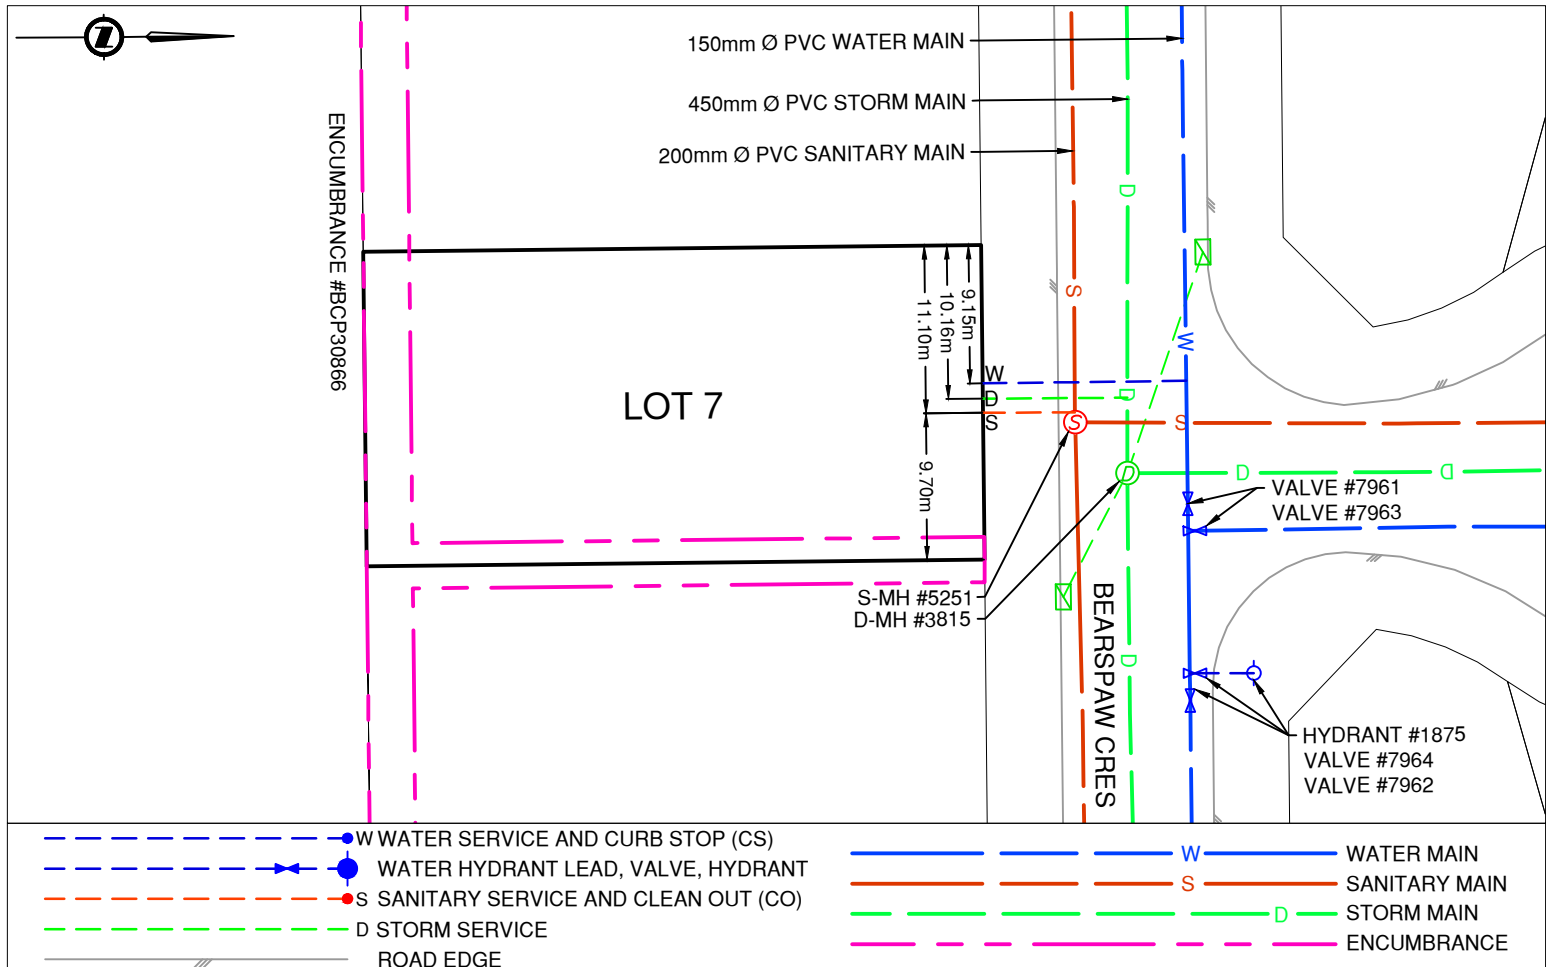 Z
150mm Ø PVC WATER MAIN
450mm Ø PVC STORM MAIN
200mm Ø PVC SANITARY MAIN
ENCUMBRANCE #BCP30866
D
S
W
9.15m
10.16m
11.10m
9.70m
LOT 7
W
D
S
D
S
S
D
D
D
VALVE #7961
VALVE #7963
S-MH #5251
D-MH #3815
BEARSPAW CRES
D
HYDRANT #1875
VALVE #7964
VALVE #7962
W WATER SERVICE AND CURB STOP (CS)
WATER HYDRANT LEAD, VALVE, HYDRANT
S SANITARY SERVICE AND CLEAN OUT (CO)
D STORM SERVICE
ROAD EDGE
W WATER MAIN
S SANITARY MAIN
D STORM MAIN
ENCUMBRANCE